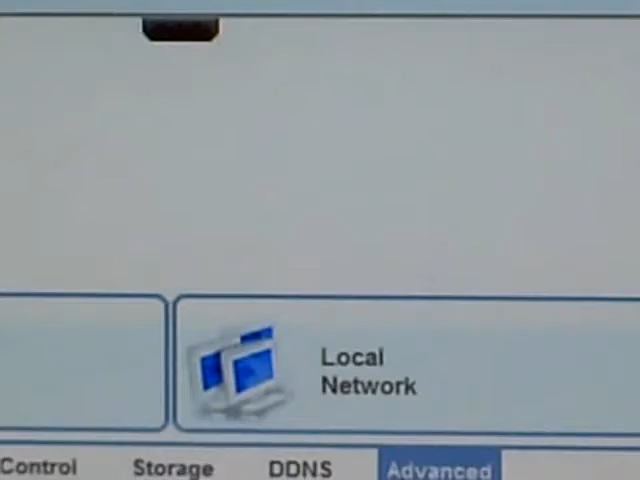 Local
Network
Control
Storage
DDNS
Advanced